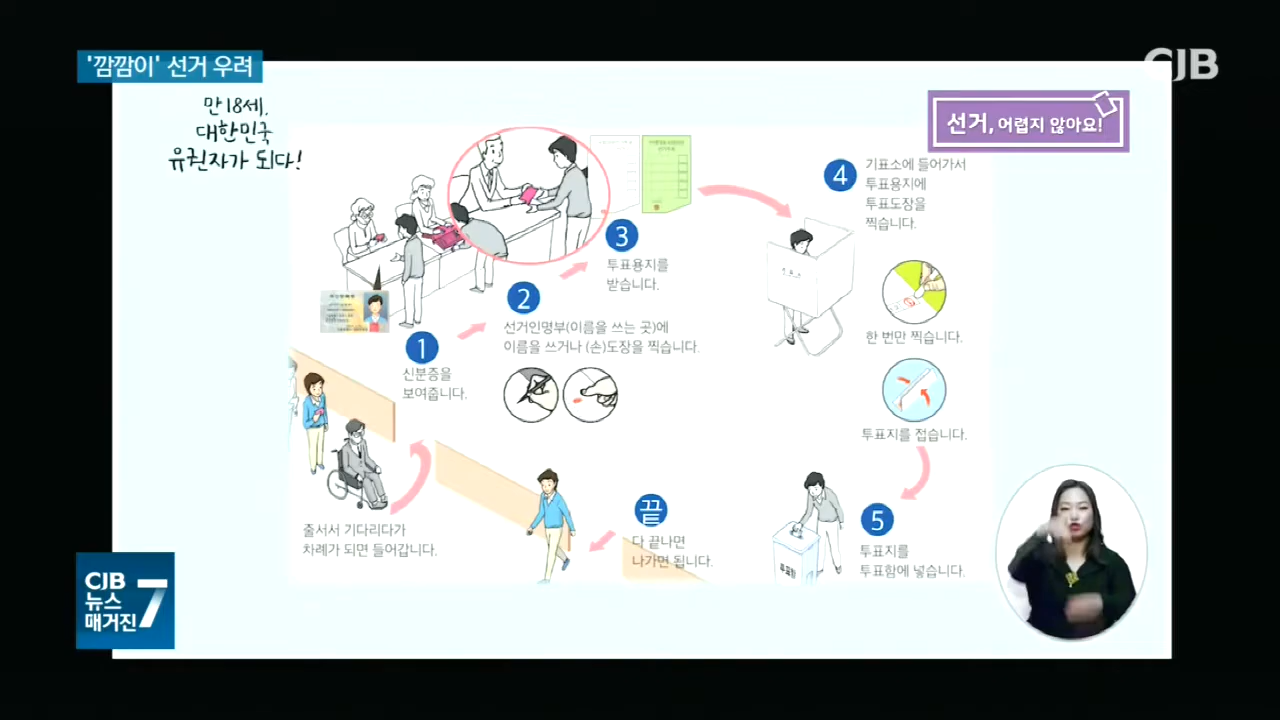 '깜깜이' 선거 우려
CJB
만 18세,
대한민국
유권자가 되다!
선거, 어렵지 않아요!
4
기표소에 들어가서
투표용지에
투표도장을
찍습니다.
3
투표용지를
받습니다.
2
선거인명부(이름을 쓰는 곳)에
이름을 쓰거나 (손)도장을 찍습니다.
한 번만 찍습니다.
1
신분증을
보여줍니다.
투표지를 접습니다.
줄서서 기다리다가
차례가 되면 들어갑니다.
끝
다 끝나면
나가면 됩니다.
5
투표지를
투표함에 넣습니다.
투표함
CJB
뉴스
매거진 7